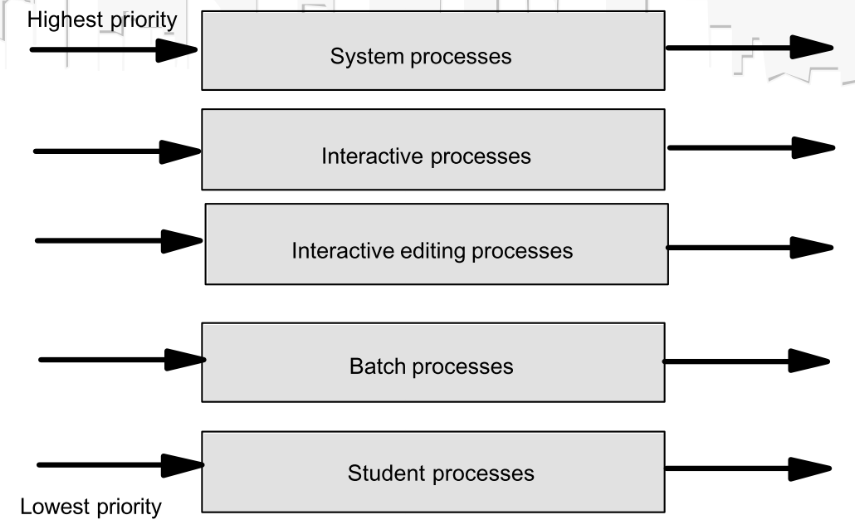 Highest priority
System processes
Interactive processes
Interactive editing processes
Batch processes
Student processes
Lowest priority